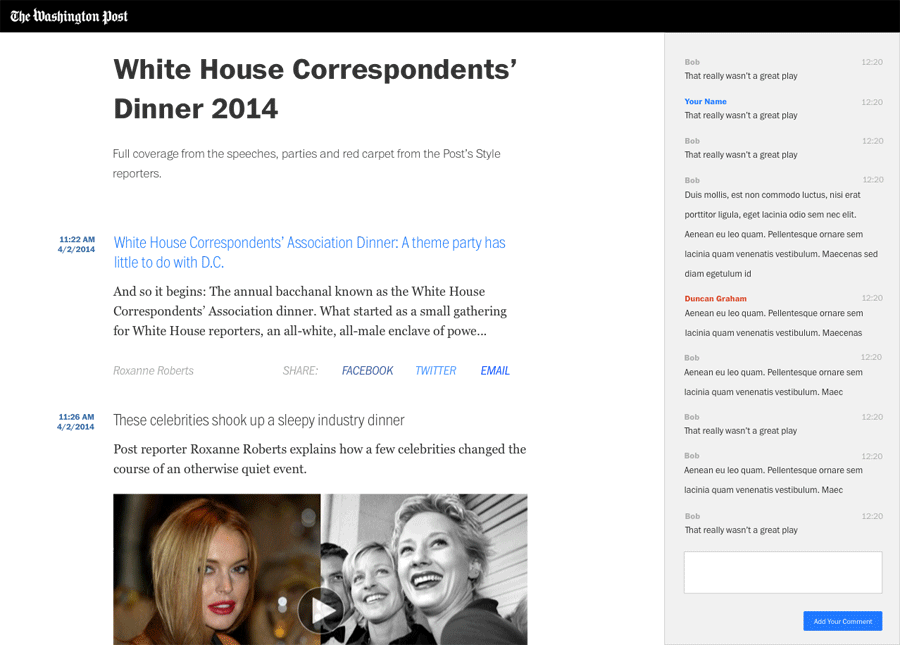 The Washington Post
White House Correspondents’
Dinner 2014
Full coverage from the speeches, parties and red carpet from the Post’s Style
reporters.
11:22 AM
4/2/2014
White House Correspondents’ Association Dinner: A theme party has
little to do with D.C.
And so it begins: The annual bacchanal known as the White House
Correspondents’ Association dinner. What started as a small gathering
for White House reporters, an all-white, all-male enclave of powe...
Roxanne Roberts SHARE: FACEBOOK TWITTER EMAIL
11:26 AM
4/2/2014
These celebrities shook up a sleepy industry dinner
Post reporter Roxanne Roberts explains how a few celebrities changed the
course of an otherwise quiet event.
Bob 12:20
That really wasn’t a great play
Your Name 12:20
That really wasn’t a great play
Bob 12:20
That really wasn’t a great play
Bob 12:20
Duis mollis, est non commodo luctus, nisi erat
porttitor ligula, eget lacinia odio sem nec elit.
Aenean eu leo quam. Pellentesque ornare sem
lacinia quam venenatis vestibulum. Maecenas sed
diam egetulum id
Duncan Graham 12:20
Aenean eu leo quam. Pellentesque ornare sem
lacinia quam venenatis vestibulum. Maecenas
Bob 12:20
Aenean eu leo quam. Pellentesque ornare sem
lacinia quam venenatis vestibulum. Maec
Bob 12:20
That really wasn’t a great play
Bob 12:20
Aenean eu leo quam. Pellentesque ornare sem
lacinia quam venenatis vestibulum. Maec
Bob 12:20
That really wasn’t a great play
Add Your Comment